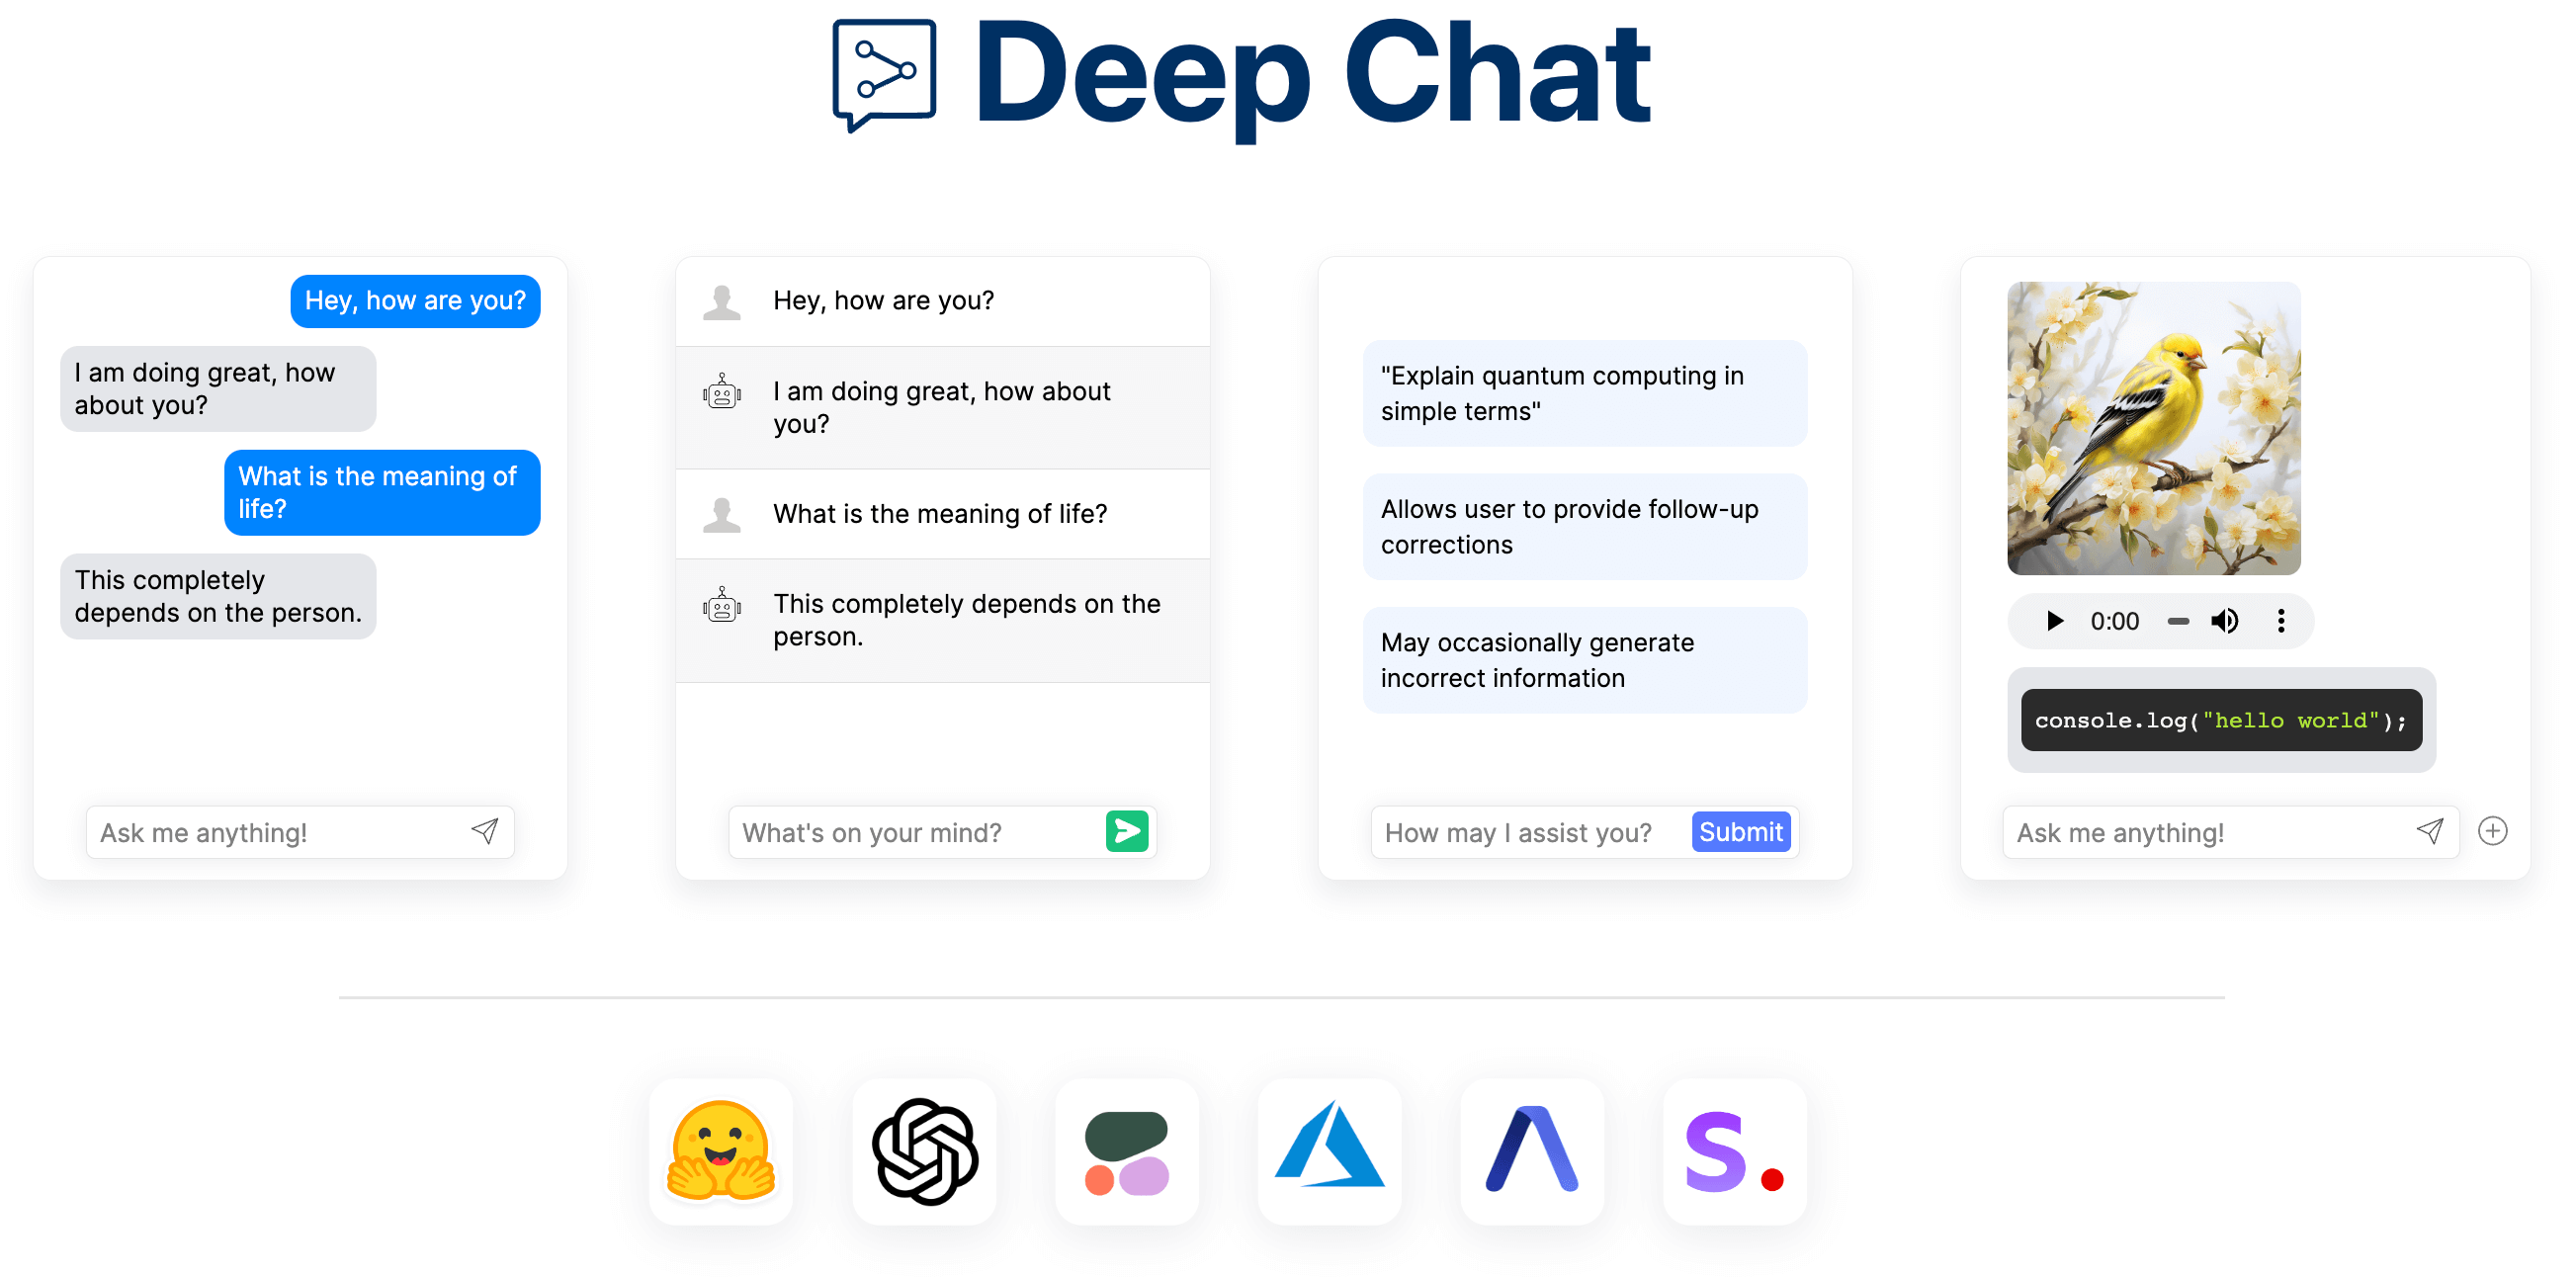 Deep Chat
Hey, how are you?
I am doing great, how
about you?
What is the meaning of
life?
This completely
depends on the person.
Ask me anything!
Hey, how are you?
I am doing great, how about
you?
What is the meaning of life?
This completely depends on the
person.
What's on your mind?
"Explain quantum computing in
simple terms"
Allows user to provide follow-up
corrections
May occasionally generate
incorrect information
How may I assist you?
Submit
0:00
console.log("hello world");
Ask me anything!
S.